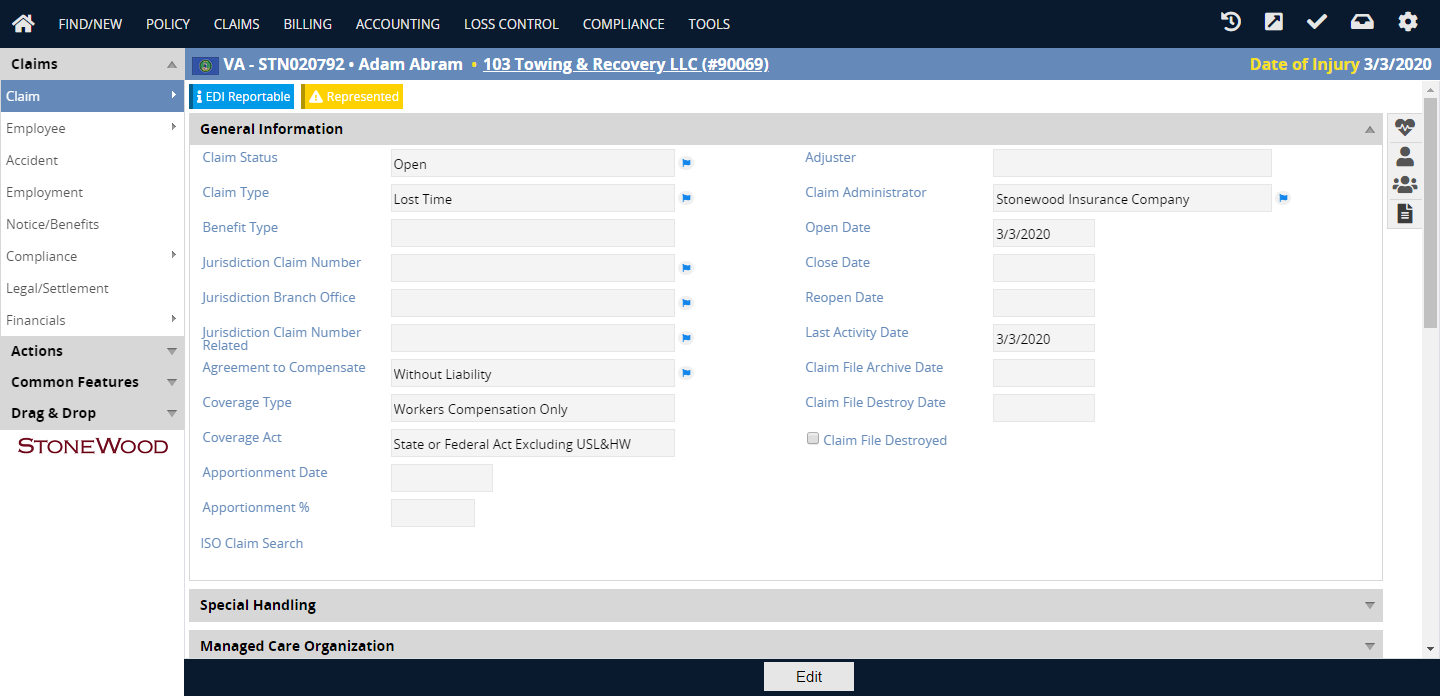 FIND/NEW POLICY CLAIMS BILLING ACCOUNTING LOSS CONTROL COMPLIANCE TOOLS
Claims
VA - STN020792 • Adam Abram • 103 Towing & Recovery LLC (#90069) Date of Injury 3/3/2020
Claim
Employee
Accident
Employment
Notice/Benefits
Compliance
Legal/Settlement
Financials
Actions
Common Features
Drag & Drop
STONEWOOD
EDI Reportable Represented
General Information
Claim Status Open
Claim Type Lost Time
Benefit Type
Jurisdiction Claim Number
Jurisdiction Branch Office
Jurisdiction Claim Number
Related
Agreement to Compensate Without Liability
Coverage Type Workers Compensation Only
Coverage Act State or Federal Act Excluding USL&HW
Apportionment Date
Apportionment %
ISO Claim Search
Adjuster
Claim Administrator Stonewood Insurance Company
Open Date 3/3/2020
Close Date
Reopen Date
Last Activity Date 3/3/2020
Claim File Archive Date
Claim File Destroy Date
Claim File Destroyed
Special Handling
Managed Care Organization
Edit